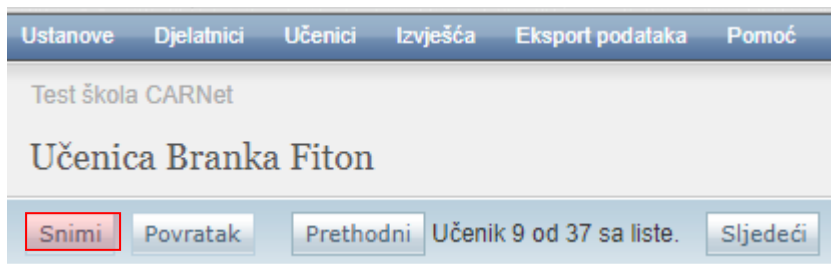 Ustanove Djelatnici Učenici Izvješća Eksport podataka Pomoć
Test škola CARNet
Učenica Branka Fiton
Snimi Povratak Prethodni Učenik 9 od 37 sa liste. Sljedeći